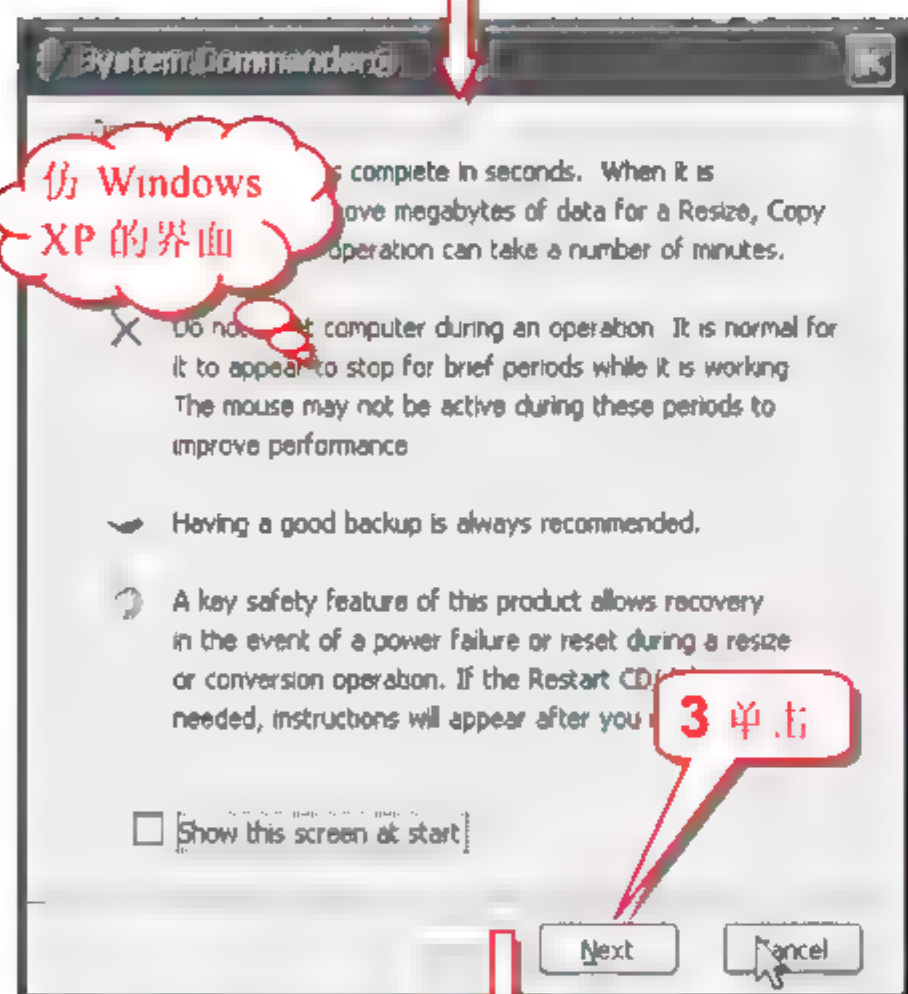 System Commander
仿 Windows
XP 的界面
complete in seconds. When it is
ove megabytes of data for a Resize, Copy
operation can take a number of minutes.
Do not computer during an operation It is normal for
it to appear to stop for brief periods while it is working
The mouse may not be active during these periods to
improve performance
Having a good backup is always recommended.
A key safety feature of this product allows recovery
in the event of a power failure or reset during a resize
or conversion operation. If the Restart CD
needed, instructions will appear after you
3 单击
Show this screen at start
Next
Cancel